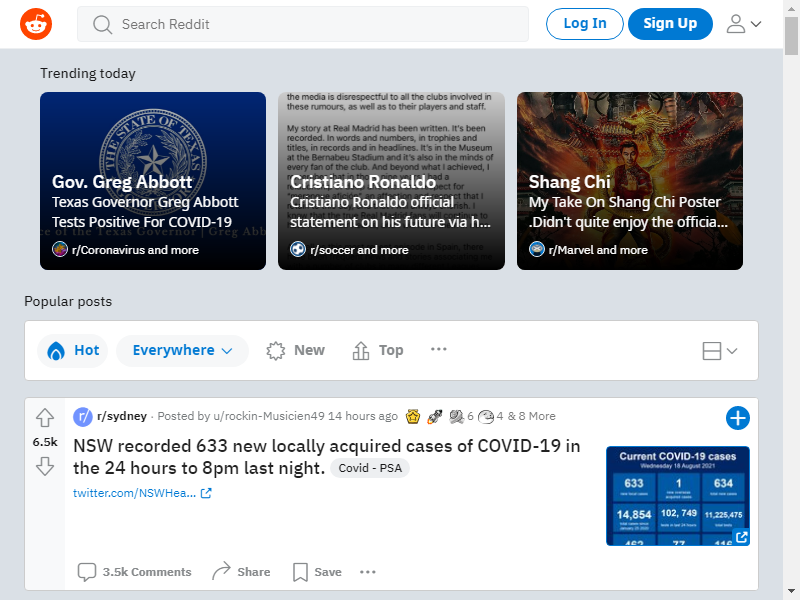 Search Reddit
Log In
Sign Up
Trending today
Gov. Greg Abbott
Texas Governor Greg Abbott
Tests Positive For COVID-19
r/Coronavirus and more
the media is disrespectful to all the clubs involved in
these rumours, as well as to their players and staff.
My story at Real Madrid has been written. It's been
recorded. In words and numbers, in trophies and
titles, in records and in headlines. It's in the Museum
at the Bernabeu Stadium and it's also in the minds of
every fan of the club. And beyond what I achieved, I
Cristiano Ronaldo
Cristiano Ronaldo official
statement on his future via h...
r/soccer and more
Shang Chi
My Take On Shang Chi Poster
.Didn't quite enjoy the officia...
r/Marvel and more
Popular posts
Hot
Everywhere
New
Top
6.5k
r/sydney · Posted by u/rockin-Musicien49 14 hours ago 6 4 & 8 More
NSW recorded 633 new locally acquired cases of COVID-19 in
the 24 hours to 8pm last night. Covid - PSA
twitter.com/NSWHea...
Current COVID-19 cases
Wednesday 18 August 2021
633 1 634
14,854 102,749 11,225,475
3.5k Comments
Share
Save